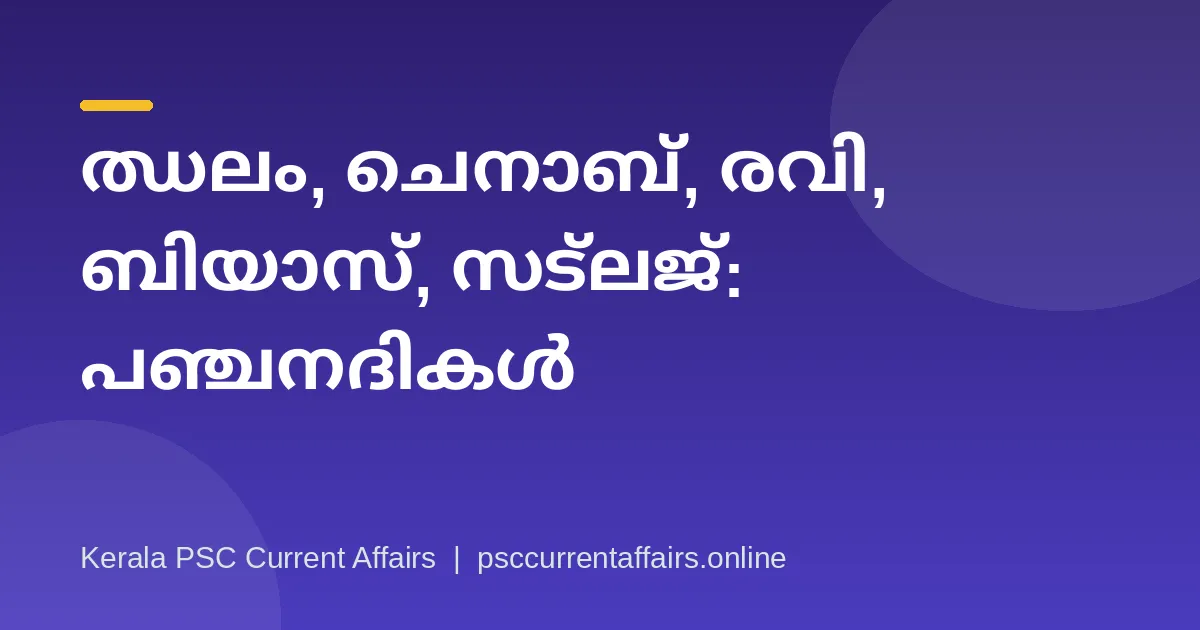 ഝലം, ചെനാബ്, രവി,
ബിയാസ്, സട്ലജ്:
പഞ്ചനദികൾ
Kerala PSC Current Affairs | psccurrentaffairs.online